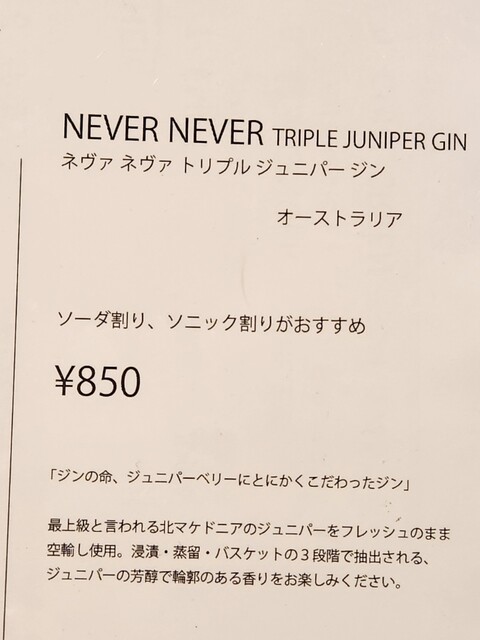 NEVER NEVER TRIPLE JUNIPER GIN
ネヴァ ネヴァ トリプル ジュニパー ジン
オーストラリア
ソーダ割り、ソニック割りがおすすめ
¥850
「ジンの命、ジュニパーベリーにとにかくこだわったジン」
最上級と言われる北マケドニアのジュニパーをフレッシュのまま
空輸し使用。浸漬・蒸留・バスケットの３段階で抽出される、
ジュニパーの芳醇で輪郭のある香りをお楽しみください。